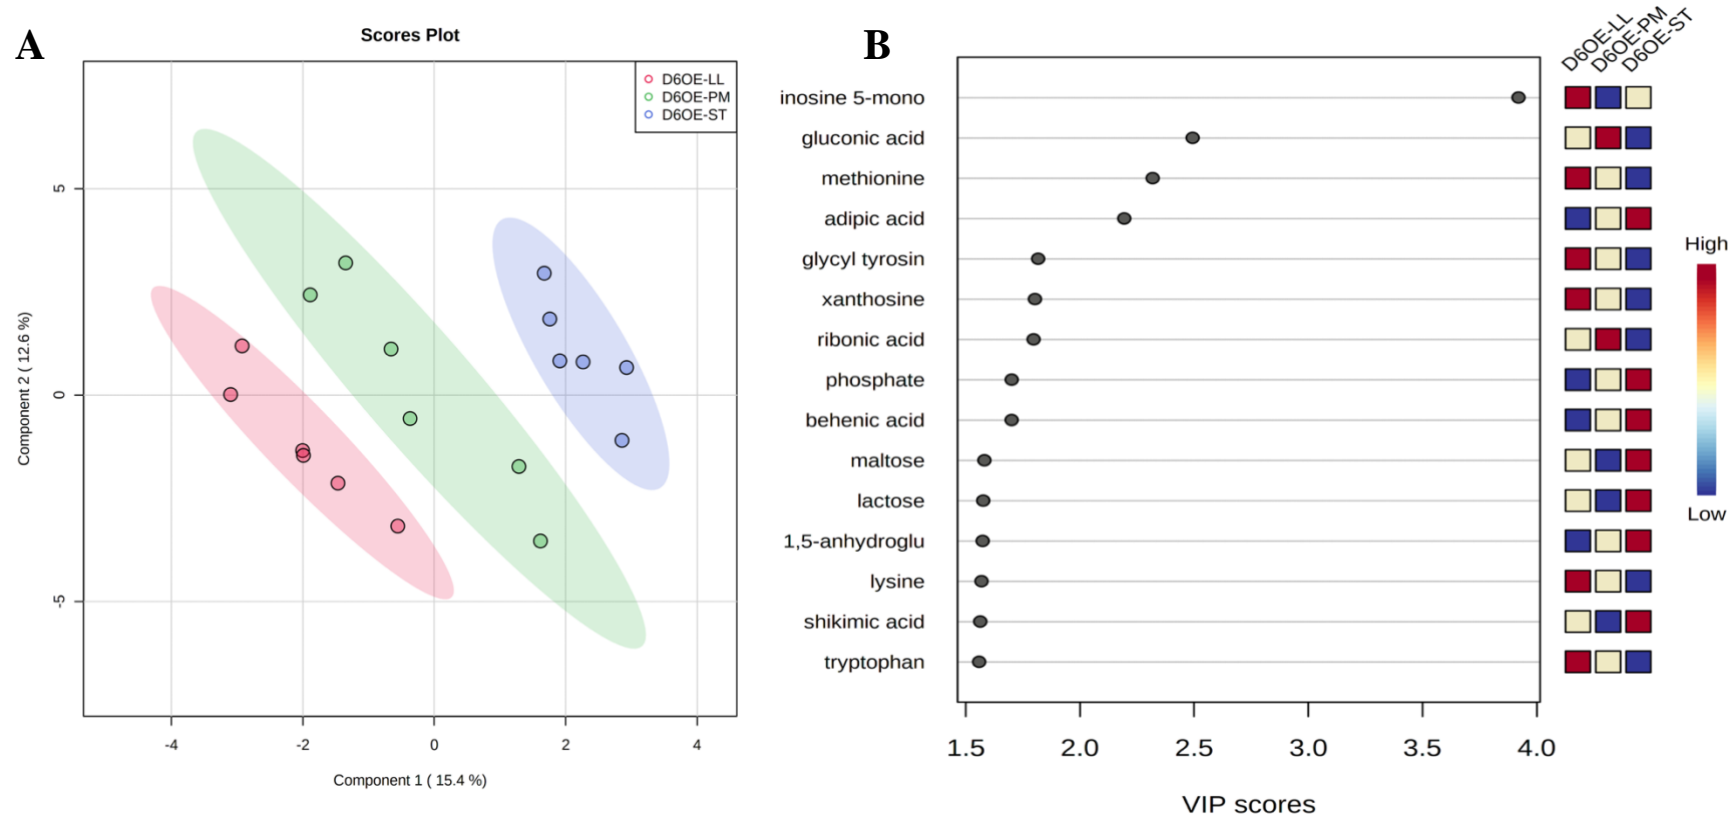 A
Scores Plot
D6OE-LL
D6OE-PM
D6OE-ST
5
0
-5
Component 2 ( 12.6 %)
-4
-2
0
2
4
Component 1 ( 15.4 %)
B
D6OE-LL
D6OE-PM
D6OE-ST
inosine 5-mono
gluconic acid
methionine
adipic acid
glycyl tyrosin
xanthosine
ribonic acid
phosphate
behenic acid
maltose
lactose
1,5-anhydroglu
lysine
shikimic acid
tryptophan
High
Low
1.5
2.0
2.5
3.0
3.5
4.0
VIP scores